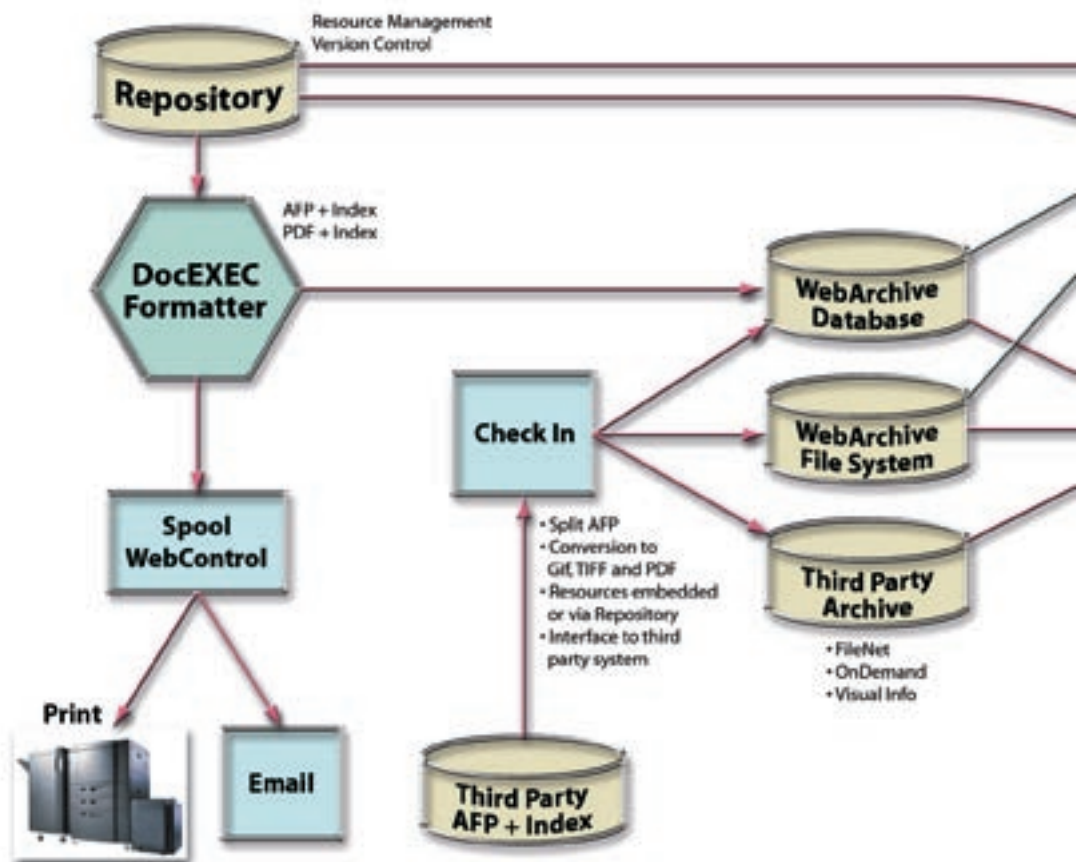 Resource Management
Version Control
Repository
AFP + Index
PDF + Index
DocEXEC
Formatter
WebArchive
Database
Check In
WebArchive
File System
Spool
WebControl
• Split AFP
• Conversion to
Gif, TIFF and PDF
• Resources embedded
or via Repository
• Interface to third
party system
Third Party
Archive
• FileNet
• OnDemand
• Visual Info
Print
Email
Third Party
AFP + Index